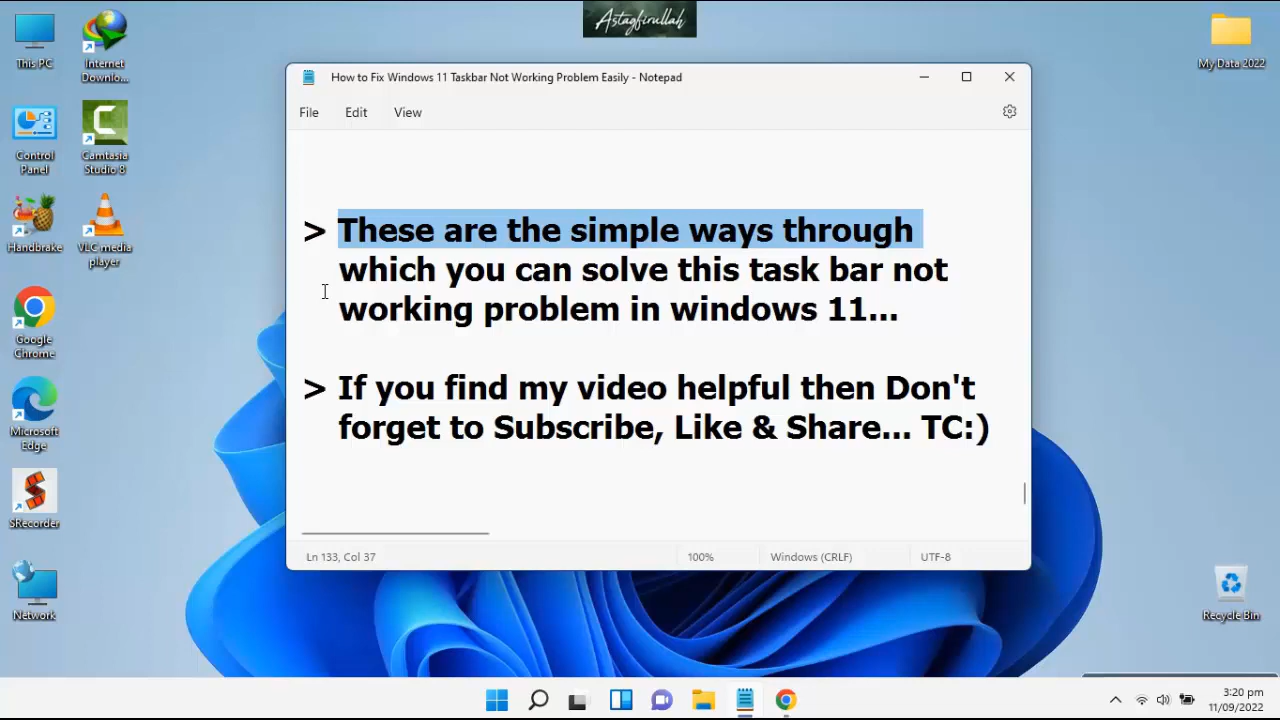 Astagfirullah
This PC
Internet
Downlo...
My Data 2022
How to Fix Windows 11 Taskbar Not Working Problem Easily - Notepad
File Edit View
Control
Panel
Camtasia
Studio 8
> These are the simple ways through
which you can solve this task bar not
working problem in windows 11...
Handbrake
VLC media
player
Google
Chrome
> If you find my video helpful then Don't
forget to Subscribe, Like & Share... TC:)
Microsoft
Edge
SRecorder
Ln 133, Col 37 100% Windows (CRLF) UTF-8
Network
Recycle Bin
3:20 pm
11/09/2022